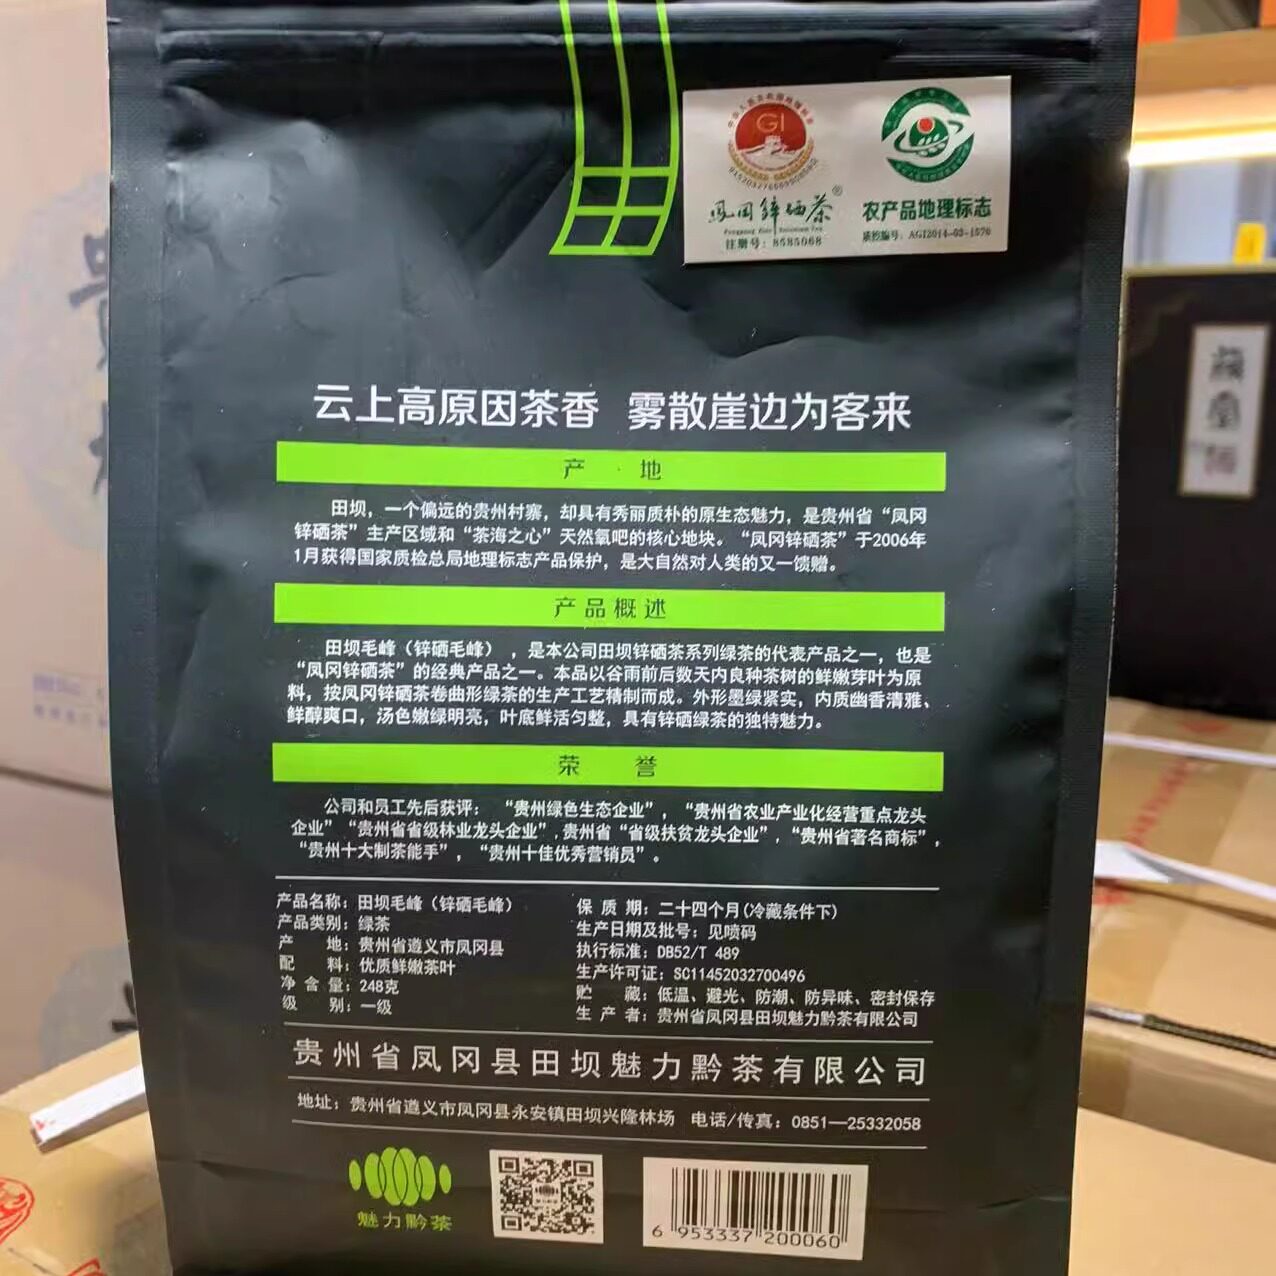 GI
凤冈锌硒茶®
Fenggang Zinc Selenium Tea
注册号：8585068
农产品地理标志
质控编号：AGI2014-03-1570
云上高原因茶香 雾散崖边为客来
产·地
田坝，一个偏远的贵州村寨，却具有秀丽质朴的原生态魅力，是贵州省“凤冈
锌硒茶”主产区域和“茶海之心”天然氧吧的核心地块。“凤冈锌硒茶”于2006年
1月获得国家质检总局地理标志产品保护，是大自然对人类的又一馈赠。
产品概述
田坝毛峰（锌硒毛峰），是本公司田坝锌硒茶系列绿茶的代表产品之一，也是
“凤冈锌硒茶”的经典产品之一。本品以谷雨前后数天内良种茶树的鲜嫩芽叶为原
料，按凤冈锌硒茶卷曲形绿茶的生产工艺精制而成。外形墨绿紧实，内质幽香清雅、
鲜醇爽口，汤色嫩绿明亮，叶底鲜活匀整，具有锌硒绿茶的独特魅力。
荣 誉
公司和员工先后获评：“贵州绿色生态企业”，“贵州省农业产业化经营重点龙头
企业”“贵州省省级林业龙头企业”,贵州省“省级扶贫龙头企业”，“贵州省著名商标”，
“贵州十大制茶能手”，“贵州十佳优秀营销员”。
产品名称：田坝毛峰（锌硒毛峰）
产品类别：绿茶
产 地：贵州省遵义市凤冈县
配 料：优质鲜嫩茶叶
净含量：248克
级 别：一级
保质期：二十四个月(冷藏条件下)
生产日期及批号：见喷码
执行标准：DB52/T 489
生产许可证：SC11452032700496
贮 藏：低温、避光、防潮、防异味、密封保存
生产者：贵州省凤冈县田坝魅力黔茶有限公司
贵州省凤冈县田坝魅力黔茶有限公司
地址：贵州省遵义市凤冈县永安镇田坝兴隆林场 电话/传真：0851—25332058
魅力黔茶
6 953337 200060